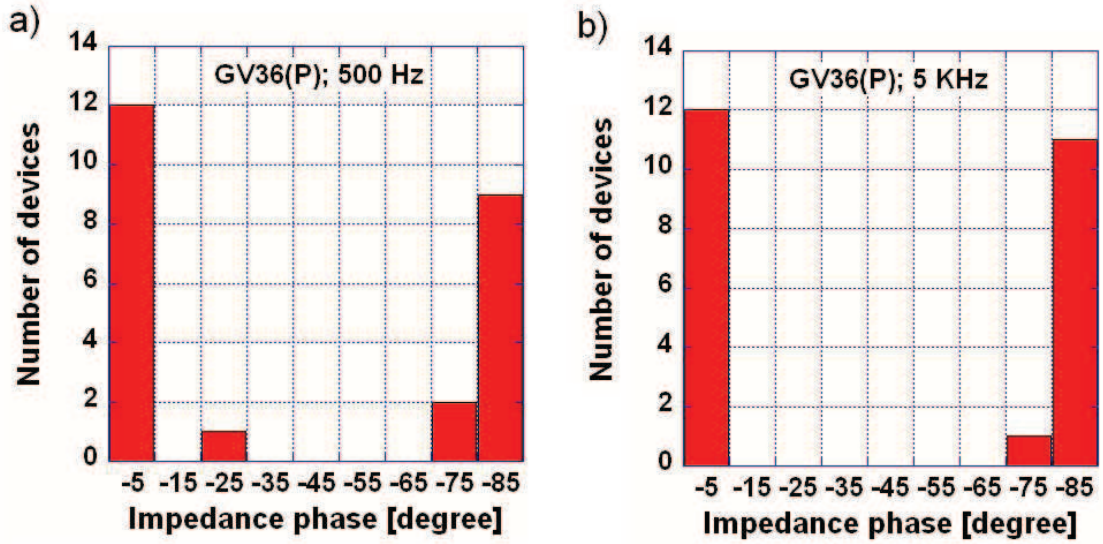 a)
GV36(P); 500 Hz
Number of devices
14
12
10
8
6
4
2
0
-5 -15 -25 -35 -45 -55 -65 -75 -85
Impedance phase [degree]
b)
GV36(P); 5 KHz
Number of devices
14
12
10
8
6
4
2
0
-5 -15 -25 -35 -45 -55 -65 -75 -85
Impedance phase [degree]